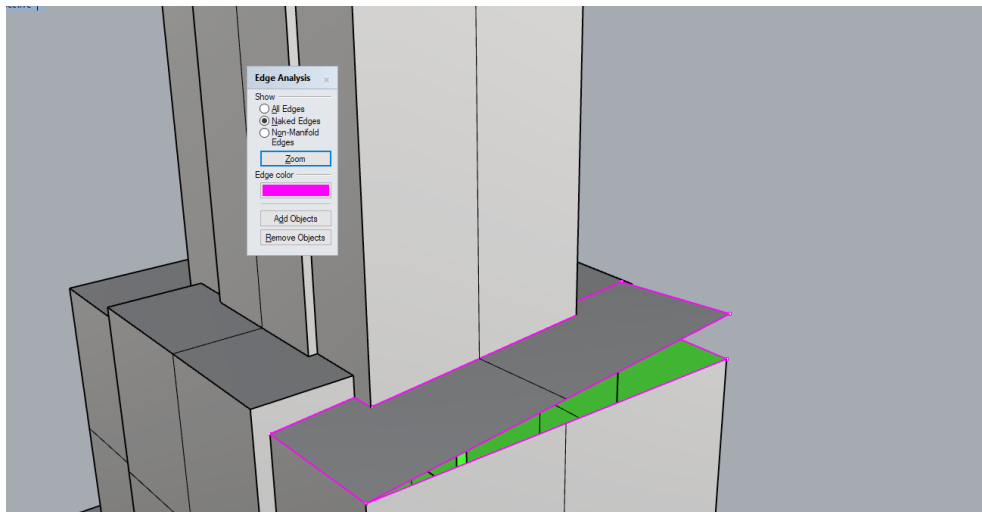 Edge Analysis
Show
All Edges
Naked Edges
Non-Manifold
Edges
Zoom
Edge color
Add Objects
Remove Objects